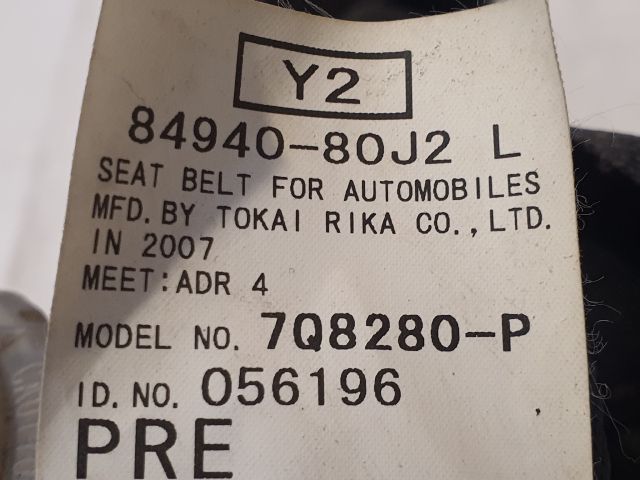 Y2
84940-80J2 L
SEAT BELT FOR AUTOMOBILES
MFD. BY TOKAI RIKA CO., LTD.
IN 2007
MEET:ADR 4
MODEL NO. 7Q8280-P
ID. NO. 056196
PRE